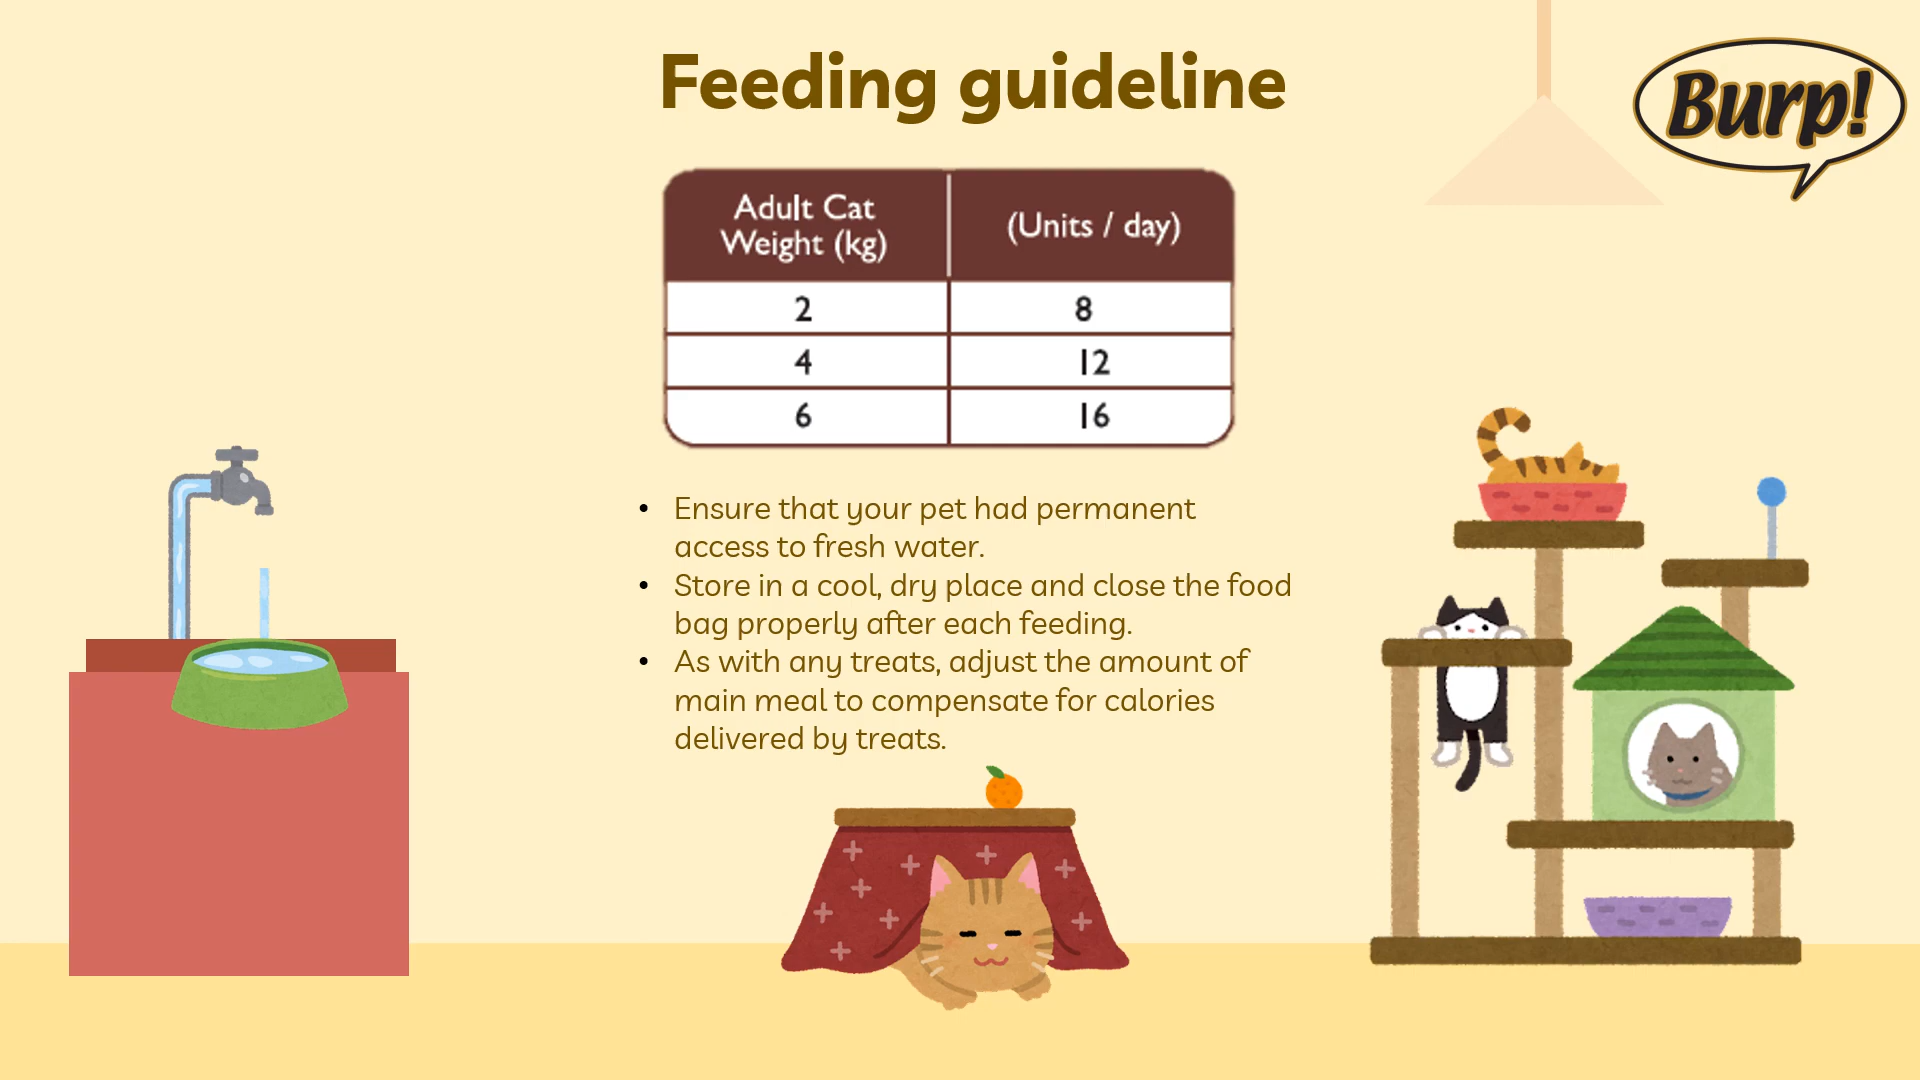 Feeding guideline
Burp!
Adult Cat
Weight (kg)
(Units / day)
2 8
4 12
6 16
• Ensure that your pet had permanent
access to fresh water.
• Store in a cool, dry place and close the food
bag properly after each feeding.
• As with any treats, adjust the amount of
main meal to compensate for calories
delivered by treats.